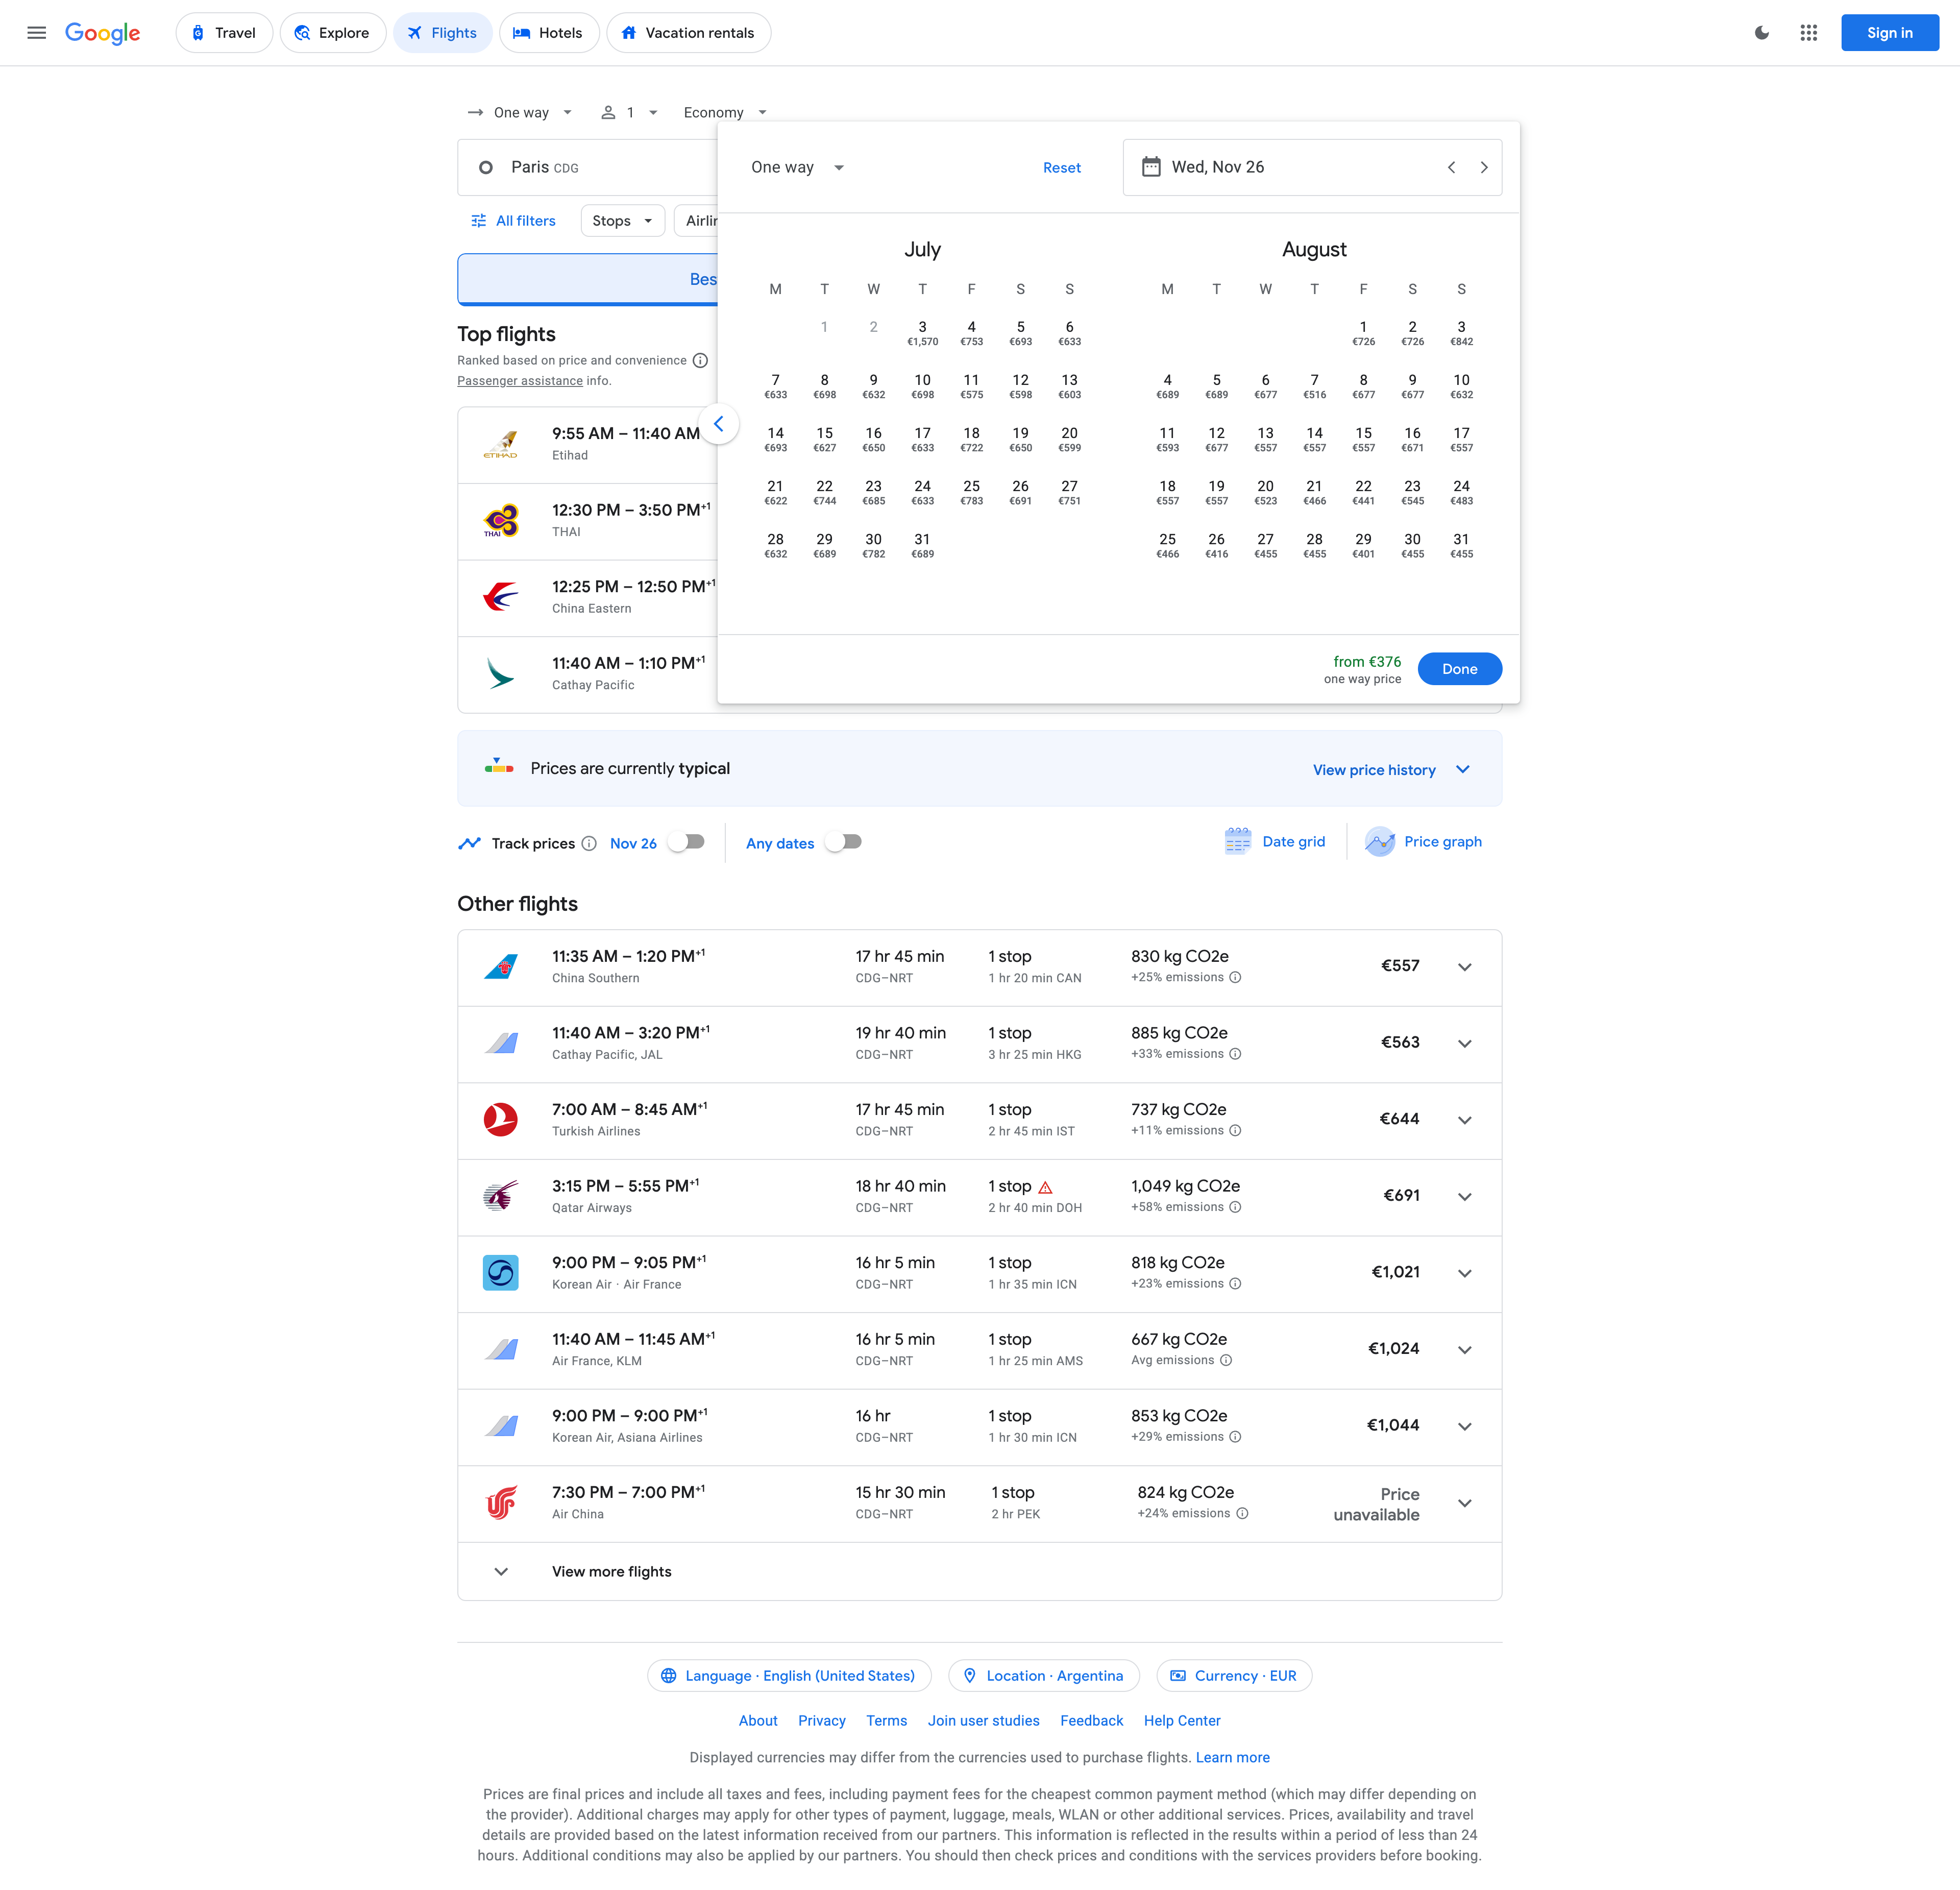 Google
Travel
Explore
Flights
Hotels
Vacation rentals
Sign in
One way
1
Economy
Paris CDG
One way
Reset
Wed, Nov 26
All filters
Stops
Airlin
July
August
M T W T F S S
M T W T F S S
1 2 3 4 5 6
€1,570 €753 €693 €633
1 2 3
€726 €726 €842
7 8 9 10 11 12 13
€633 €698 €632 €698 €575 €598 €603
4 5 6 7 8 9 10
€689 €689 €677 €516 €677 €677 €632
14 15 16 17 18 19 20
€693 €627 €650 €633 €722 €650 €599
11 12 13 14 15 16 17
€593 €677 €557 €557 €557 €671 €557
21 22 23 24 25 26 27
€622 €744 €685 €633 €783 €691 €751
18 19 20 21 22 23 24
€557 €557 €523 €466 €441 €545 €483
28 29 30 31
€632 €689 €782 €689
25 26 27 28 29 30 31
€466 €416 €455 €455 €401 €455 €455
from €376
one way price
Done
Bes
Top flights
Ranked based on price and convenience
Passenger assistance info.
ETIHAD
9:55 AM – 11:40 AM
Etihad
THAI
12:30 PM – 3:50 PM+1
THAI
12:25 PM – 12:50 PM+1
China Eastern
11:40 AM – 1:10 PM+1
Cathay Pacific
Prices are currently typical
View price history
Track prices
Nov 26
Any dates
Date grid
Price graph
Other flights
11:35 AM – 1:20 PM+1 17 hr 45 min 1 stop 830 kg CO2e €557
China Southern CDG–NRT 1 hr 20 min CAN +25% emissions
11:40 AM – 3:20 PM+1 19 hr 40 min 1 stop 885 kg CO2e €563
Cathay Pacific, JAL CDG–NRT 3 hr 25 min HKG +33% emissions
7:00 AM – 8:45 AM+1 17 hr 45 min 1 stop 737 kg CO2e €644
Turkish Airlines CDG–NRT 2 hr 45 min IST +11% emissions
3:15 PM – 5:55 PM+1 18 hr 40 min 1 stop 1,049 kg CO2e €691
Qatar Airways CDG–NRT 2 hr 40 min DOH +58% emissions
9:00 PM – 9:05 PM+1 16 hr 5 min 1 stop 818 kg CO2e €1,021
Korean Air · Air France CDG–NRT 1 hr 35 min ICN +23% emissions
11:40 AM – 11:45 AM+1 16 hr 5 min 1 stop 667 kg CO2e €1,024
Air France, KLM CDG–NRT 1 hr 25 min AMS Avg emissions
9:00 PM – 9:00 PM+1 16 hr 1 stop 853 kg CO2e €1,044
Korean Air, Asiana Airlines CDG–NRT 1 hr 30 min ICN +29% emissions
7:30 PM – 7:00 PM+1 15 hr 30 min 1 stop 824 kg CO2e Price unavailable
Air China CDG–NRT 2 hr PEK +24% emissions
View more flights
Language · English (United States)
Location · Argentina
Currency · EUR
About Privacy Terms Join user studies Feedback Help Center
Displayed currencies may differ from the currencies used to purchase flights. Learn more
Prices are final prices and include all taxes and fees, including payment fees for the cheapest common payment method (which may differ depending on
the provider). Additional charges may apply for other types of payment, luggage, meals, WLAN or other additional services. Prices, availability and travel
details are provided based on the latest information received from our partners. This information is reflected in the results within a period of less than 24
hours. Additional conditions may also be applied by our partners. You should then check prices and conditions with the services providers before booking.